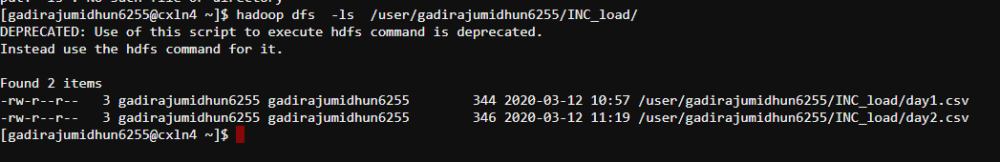 [gadirajumidhun6255@cxln4 ~]$ hadoop dfs  -ls  /user/gadirajumidhun6255/INC_load/
DEPRECATED: Use of this script to execute hdfs command is deprecated.
Instead use the hdfs command for it.

Found 2 items
-rw-r--r--   3 gadirajumidhun6255 gadirajumidhun6255        344 2020-03-12 10:57 /user/gadirajumidhun6255/INC_load/day1.csv
-rw-r--r--   3 gadirajumidhun6255 gadirajumidhun6255        346 2020-03-12 11:19 /user/gadirajumidhun6255/INC_load/day2.csv
[gadirajumidhun6255@cxln4 ~]$